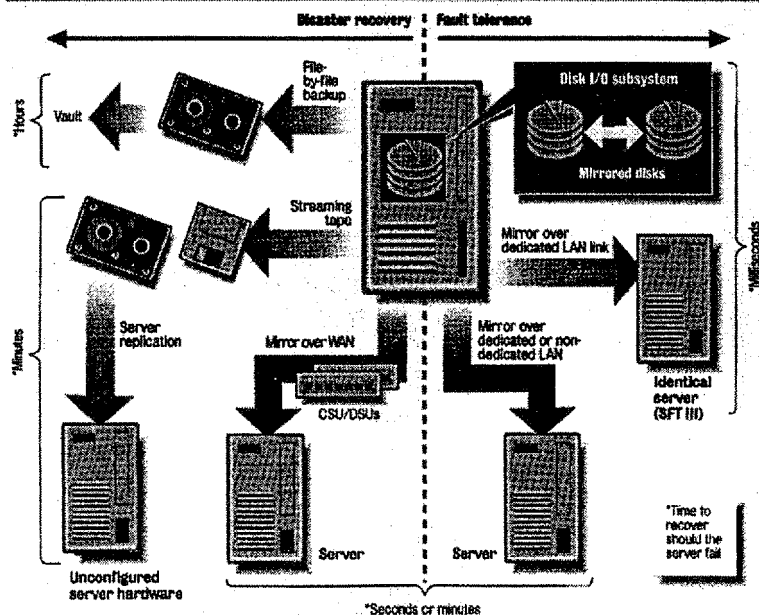 Disaster recovery
Fault tolerance
File-
by-file
backup
Vault
*Hours
Disk I/O subsystem
Mirrored disks
Streaming
tape
Mirror over
dedicated LAN link
*Milliseconds
Server
replication
*Minutes
Mirror over WAN
CSU/DSUs
Mirror over
dedicated or non-
dedicated LAN
Identical
server
(SFT III)
Unconfigured
server hardware
Server
Server
*Time to
recover
should the
server fail
*Seconds or minutes